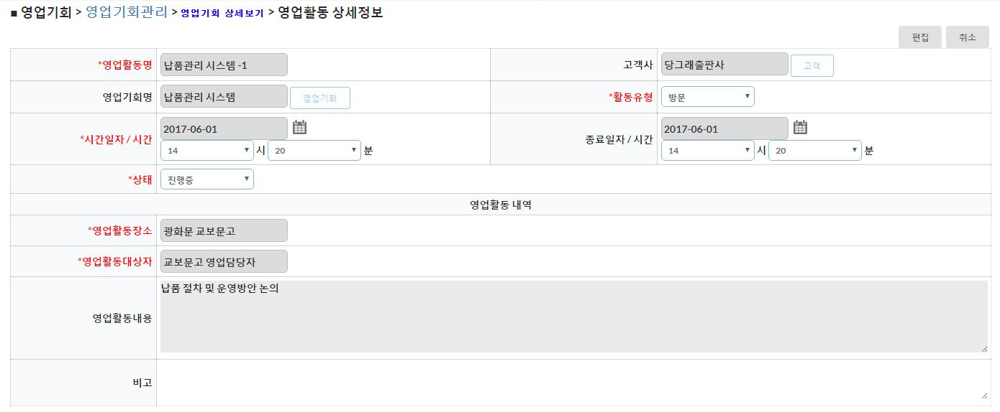 ■ 영업기회 > 영업기회관리 > 영업기회 상세보기 > 영업활동 상세정보
편집 취소
*영업활동명 납품관리 시스템 -1 고객사 당그래출판사 고객
영업기회명 납품관리 시스템 영업기회 *활동유형 방문
*시간일자 / 시간 2017-06-01 종료일자 / 시간 2017-06-01
14 시 20 분 14 시 20 분
*상태 진행중
영업활동 내역
*영업활동장소 광화문 교보문고
*영업활동대상자 교보문고 영업담당자
영업활동내용 납품 절차 및 운영방안 논의
비고